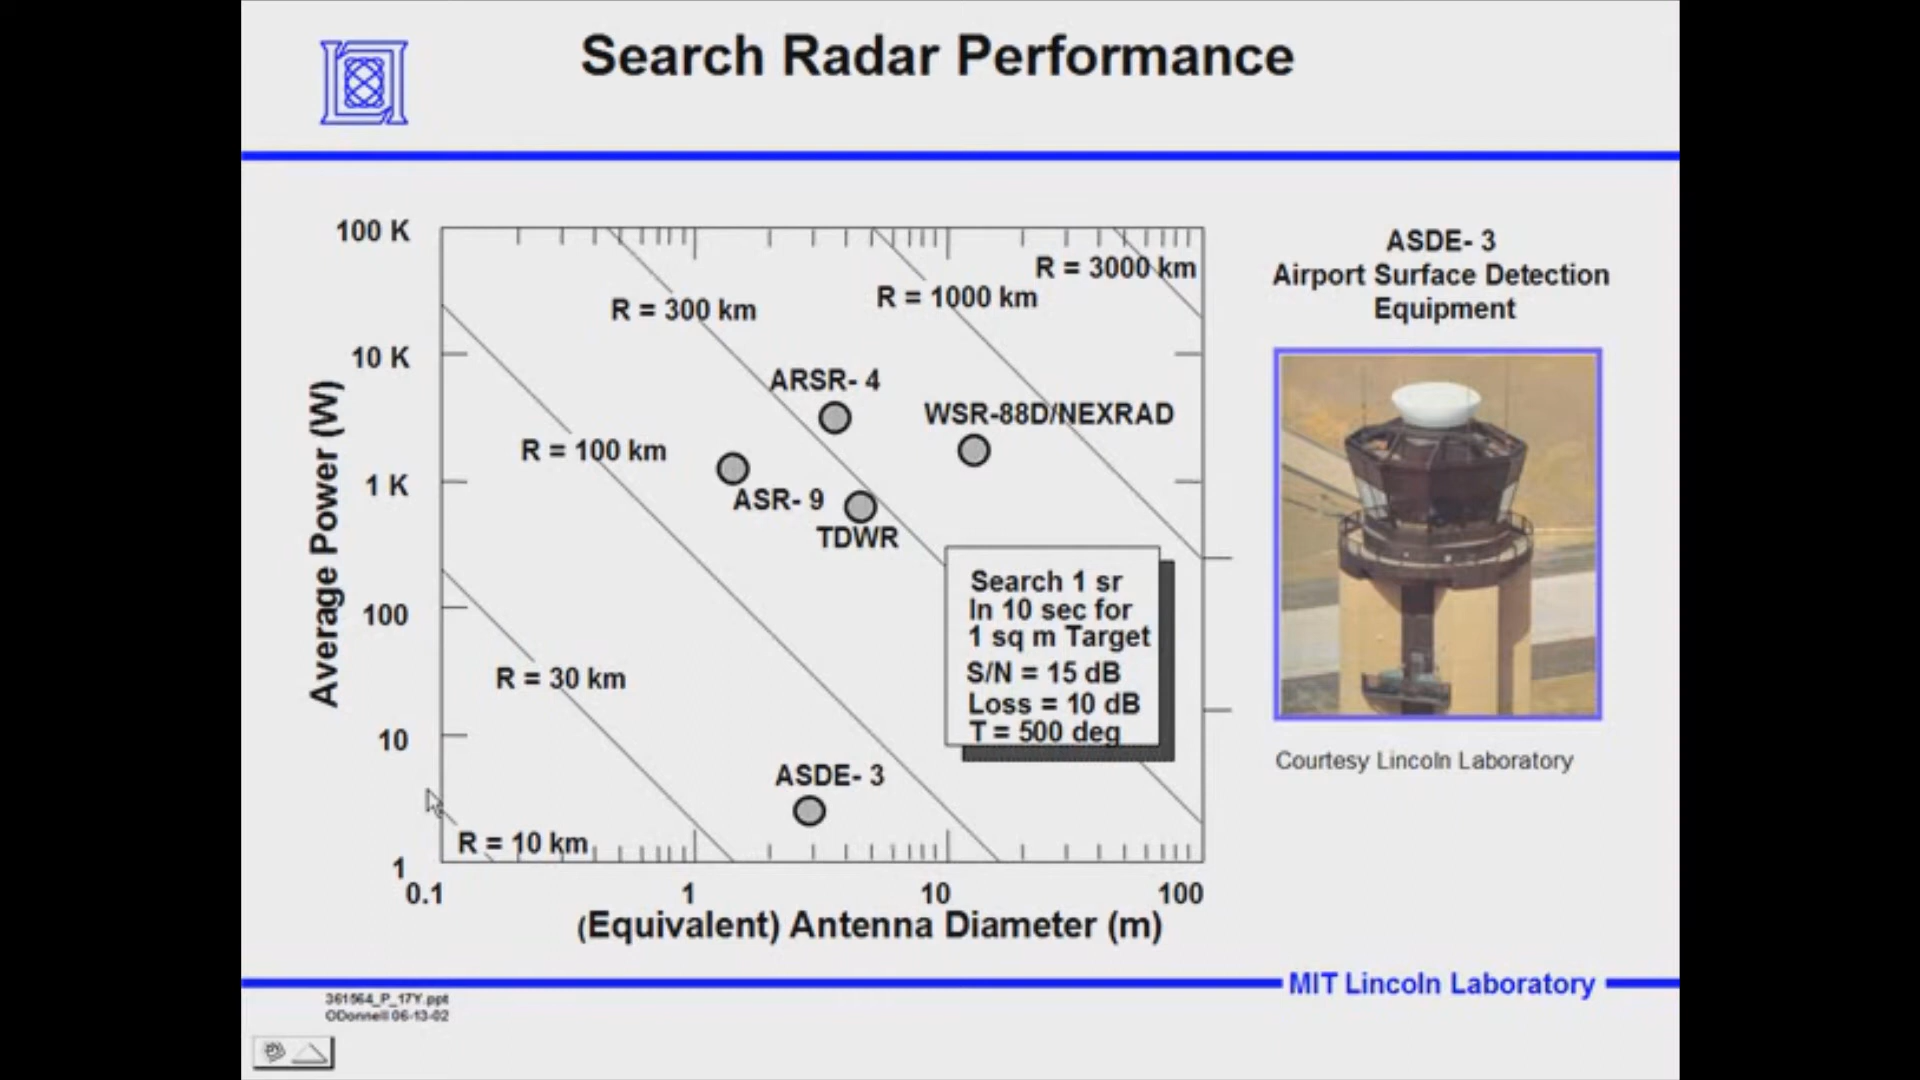 Search Radar Performance
100 K
10 K
1 K
100
10
1
Average Power (W)
0.1
1
10
100
(Equivalent) Antenna Diameter (m)
R = 3000 km
R = 1000 km
R = 300 km
ARSR- 4
WSR-88D/NEXRAD
R = 100 km
ASR- 9
TDWR
R = 30 km
ASDE- 3
R = 10 km
Search 1 sr
In 10 sec for
1 sq m Target
S/N = 15 dB
Loss = 10 dB
T = 500 deg
ASDE- 3
Airport Surface Detection
Equipment
Courtesy Lincoln Laboratory
MIT Lincoln Laboratory
361564_P_17Y.ppt
ODonnell 06-13-02